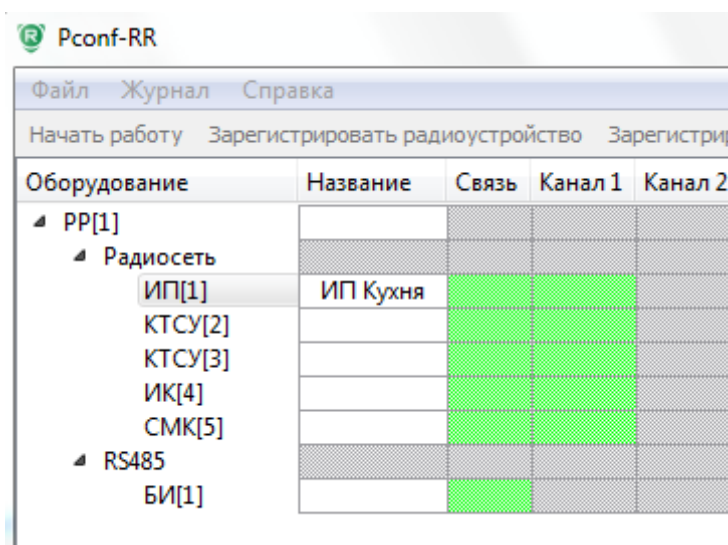 Pconf-RR
Файл Журнал Справка
Начать работу Зарегистрировать радиоустройство
Оборудование Название Связь Канал 1 Канал 2
РР[1]
Радиосеть
ИП[1] ИП Кухня
КТСУ[2]
КТСУ[3]
ИК[4]
СМК[5]
RS485
БИ[1]